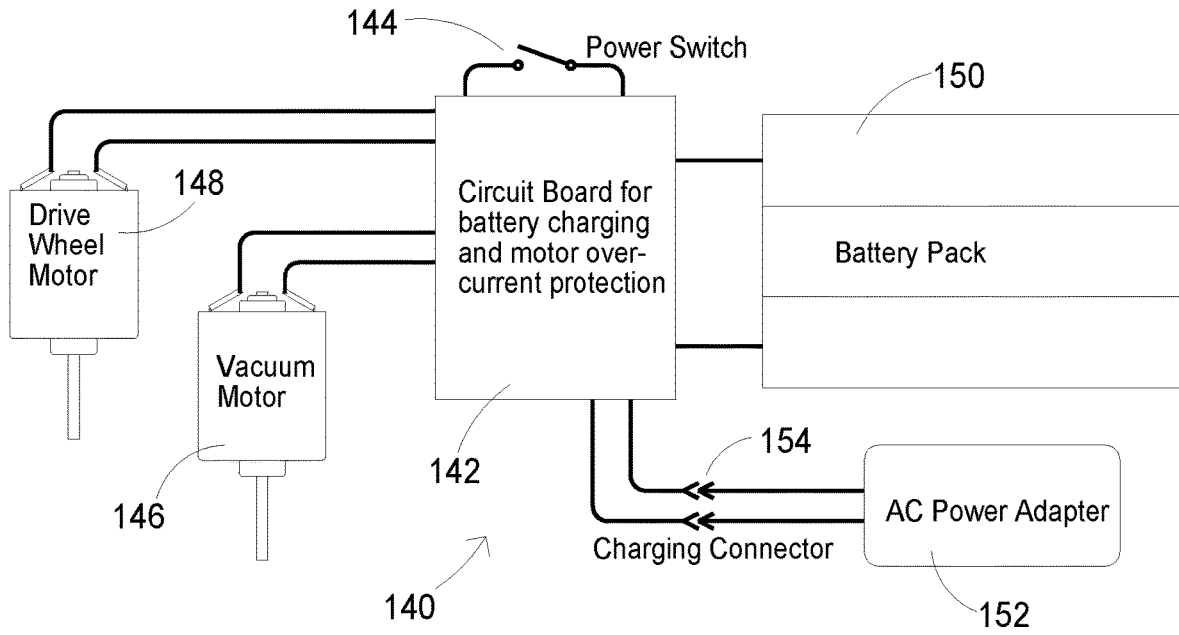 144
Power Switch
150
148
Drive
Wheel
Motor
Circuit Board for
battery charging
and motor over-
current protection
Battery Pack
Vacuum
Motor
146
142
154
AC Power Adapter
Charging Connector
140
152